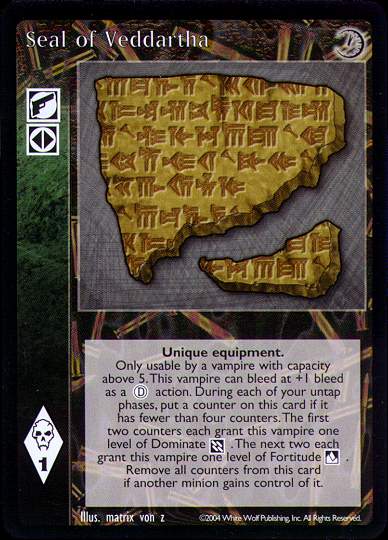 Seal of Veddartha
Unique equipment.
Only usable by a vampire with capacity
above 5. This vampire can bleed at +1 bleed
as a D action. During each of your untap
phases, put a counter on this card if it
has fewer than four counters. The first
two counters each grant this vampire one
level of Dominate . The next two each
grant this vampire one level of Fortitude .
Remove all counters from this card
if another minion gains control of it.
1
Illus. matrix von z
©2004 White Wolf Publishing, Inc. All Rights Reserved.